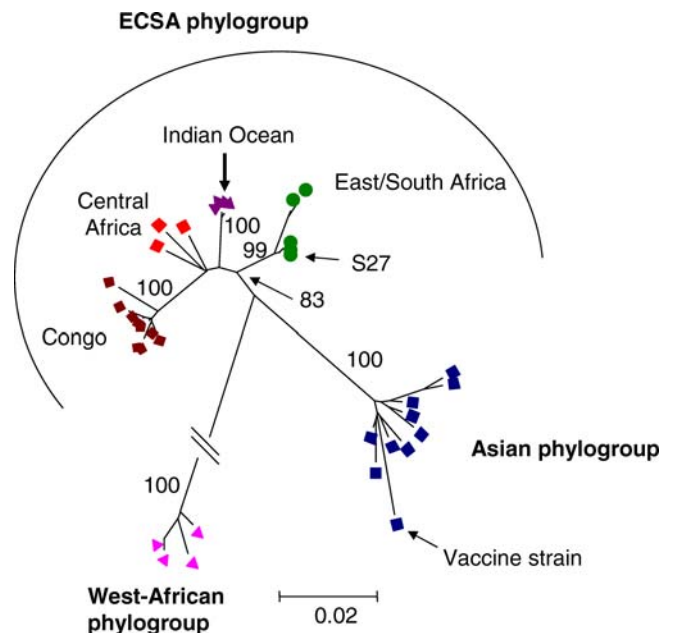 ECSA phylogroup
Indian Ocean
East/South Africa
Central
Africa
100
99
S27
100
83
Congo
100
Asian phylogroup
100
Vaccine strain
West-African
phylogroup
0.02